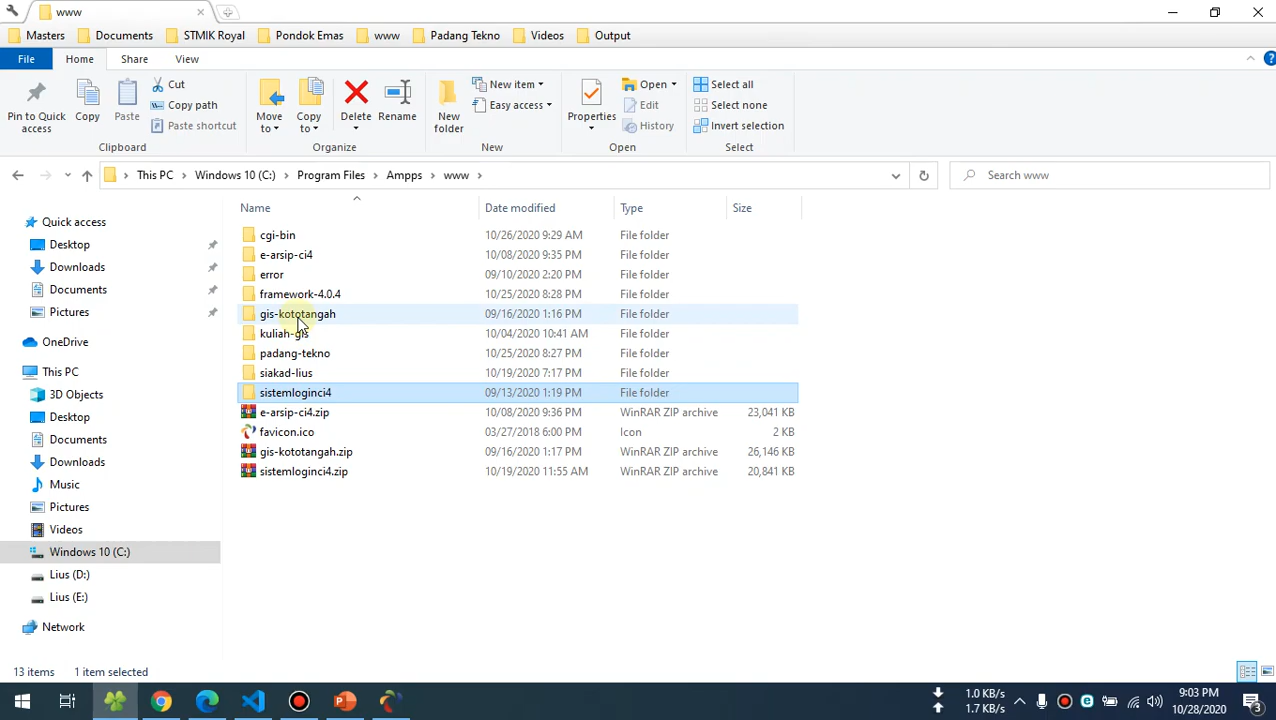 www
Masters Documents STMIK Royal Pondok Emas www Padang Tekno Videos Output
File Home Share View
Pin to Quick access
Copy
Paste
Cut
Copy path
Paste shortcut
Clipboard
Move to
Copy to
Delete
Rename
Organize
New folder
New item
Easy access
New
Properties
Open
Edit
History
Open
Select all
Select none
Invert selection
Select
This PC Windows 10 (C:) Program Files Ampps www
Search www
Name Date modified Type Size
cgi-bin 10/26/2020 9:29 AM File folder
e-arsip-ci4 10/08/2020 9:35 PM File folder
error 09/10/2020 2:20 PM File folder
framework-4.0.4 10/25/2020 8:28 PM File folder
gis-kototangah 09/16/2020 1:16 PM File folder
kuliah-gis 10/04/2020 10:41 AM File folder
padang-tekno 10/25/2020 8:27 PM File folder
siakad-lius 10/19/2020 7:17 PM File folder
sistemloginci4 09/13/2020 1:19 PM File folder
e-arsip-ci4.zip 10/08/2020 9:36 PM WinRAR ZIP archive 23,041 KB
favicon.ico 03/27/2018 6:00 PM Icon 2 KB
gis-kototangah.zip 09/16/2020 1:17 PM WinRAR ZIP archive 26,146 KB
sistemloginci4.zip 10/19/2020 11:55 AM WinRAR ZIP archive 20,841 KB
Quick access
Desktop
Downloads
Documents
Pictures
OneDrive
This PC
3D Objects
Desktop
Documents
Downloads
Music
Pictures
Videos
Windows 10 (C:)
Lius (D:)
Lius (E:)
Network
13 items 1 item selected
1.0 KB/s
1.7 KB/s
9:03 PM
10/28/2020
3